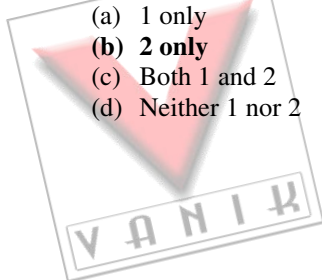 (a) 1 only
(b) 2 only
(c) Both 1 and 2
(d) Neither 1 nor 2
VANIK